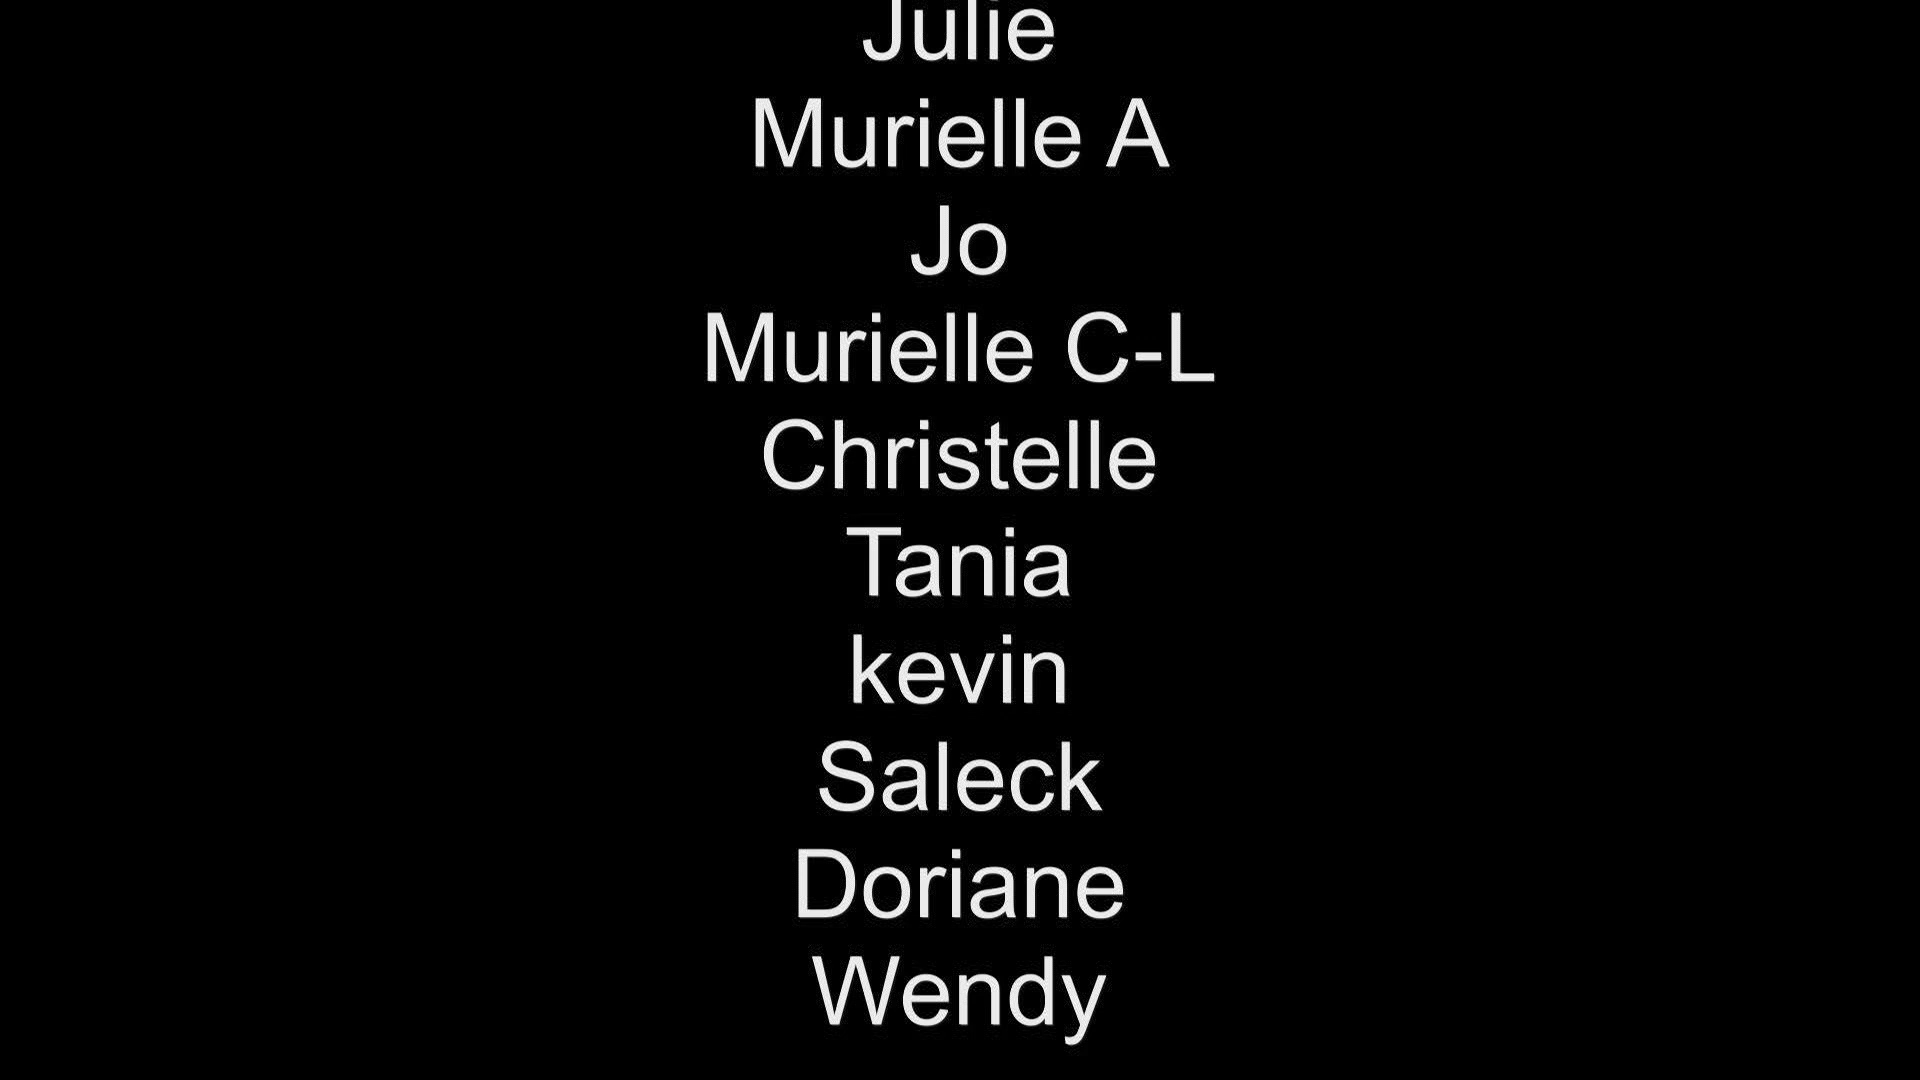 Julie
Murielle A
Jo
Murielle C-L
Christelle
Tania
kevin
Saleck
Doriane
Wendy